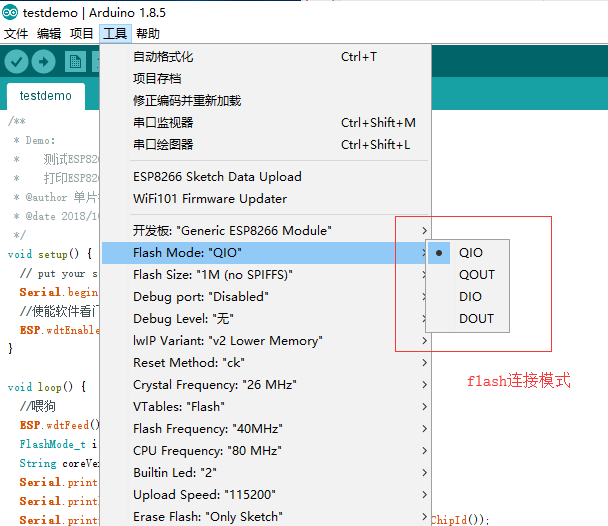 testdemo | Arduino 1.8.5
文件 编辑 项目 工具 帮助
testdemo
自动格式化 Ctrl+T
项目存档
修正编码并重新加载
串口监视器 Ctrl+Shift+M
串口绘图器 Ctrl+Shift+L
ESP8266 Sketch Data Upload
WiFi101 Firmware Updater
开发板: "Generic ESP8266 Module"
Flash Mode: "QIO"
Flash Size: "1M (no SPIFFS)"
Debug port: "Disabled"
Debug Level: "无"
lwIP Variant: "v2 Lower Memory"
Reset Method: "ck"
Crystal Frequency: "26 MHz"
VTables: "Flash"
Flash Frequency: "40MHz"
CPU Frequency: "80 MHz"
Builtin Led: "2"
Upload Speed: "115200"
Erase Flash: "Only Sketch"
QIO
QOUT
DIO
DOUT
flash连接模式
/**
* Demo:
* 测试ESP82
* 打印ESP82
* @author 单片
* @date 2018/10
*/
void setup() {
// put your s
Serial.begin
//使能软件看门
ESP.wdtEnable
}
void loop() {
//喂狗
ESP.wdtFeed()
FlashMode_t i
String coreVe
Serial.print
Serial.print
Serial.print
ChipId());